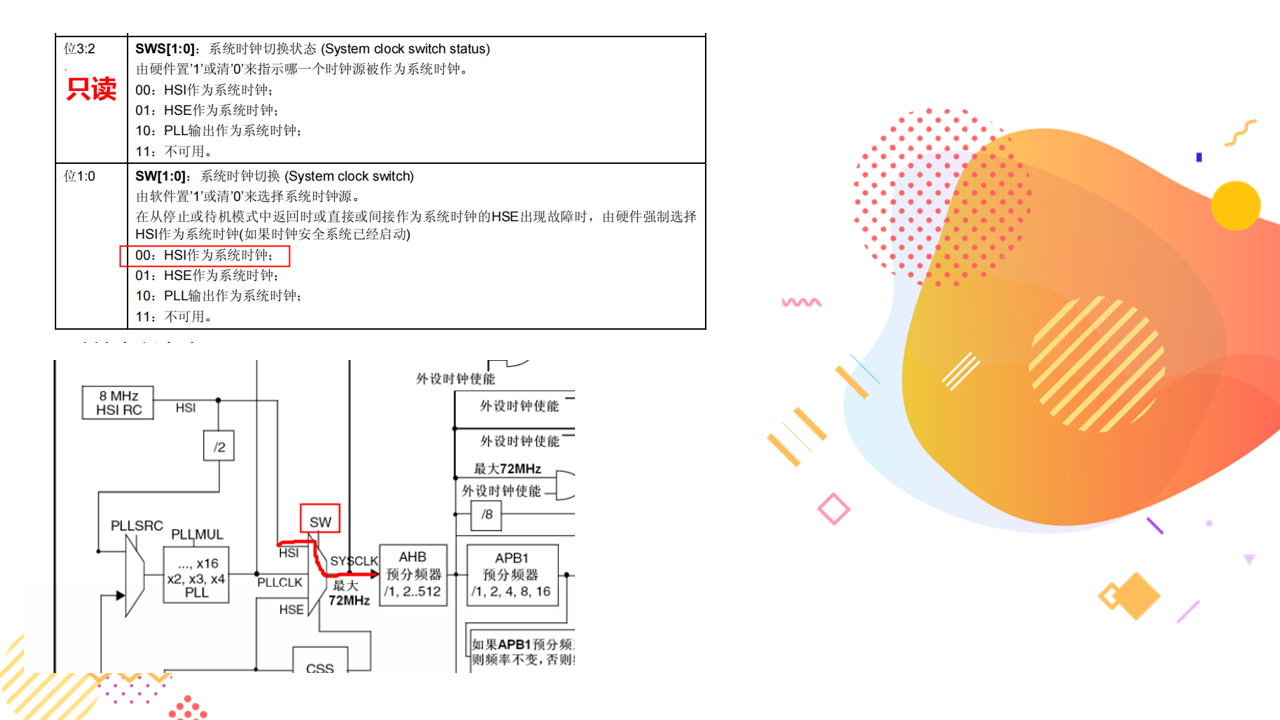 位3:2
只读
SWS[1:0]：系统时钟切换状态 (System clock switch status)
由硬件置'1'或清'0'来指示哪一个时钟源被作为系统时钟。
00：HSI作为系统时钟；
01：HSE作为系统时钟；
10：PLL输出作为系统时钟；
11：不可用。
位1:0
SW[1:0]：系统时钟切换 (System clock switch)
由软件置'1'或清'0'来选择系统时钟源。
在从停止或待机模式中返回时或直接或间接作为系统时钟的HSE出现故障时，由硬件强制选择
HSI作为系统时钟(如果时钟安全系统已经启动)
00：HSI作为系统时钟；
01：HSE作为系统时钟；
10：PLL输出作为系统时钟；
11：不可用。
外设时钟使能
8 MHz
HSI RC
HSI
外设时钟使能
/2
外设时钟使能
最大72MHz
外设时钟使能
/8
SW
PLLSRC
PLLMUL
HSI
SYSCLK
..., x16
x2, x3, x4
PLL
PLLCLK
最大
72MHz
HSE
AHB
预分频器
/1, 2..512
APB1
预分频器
/1, 2, 4, 8, 16
如果APB1预分频
则频率不变，否则
CSS